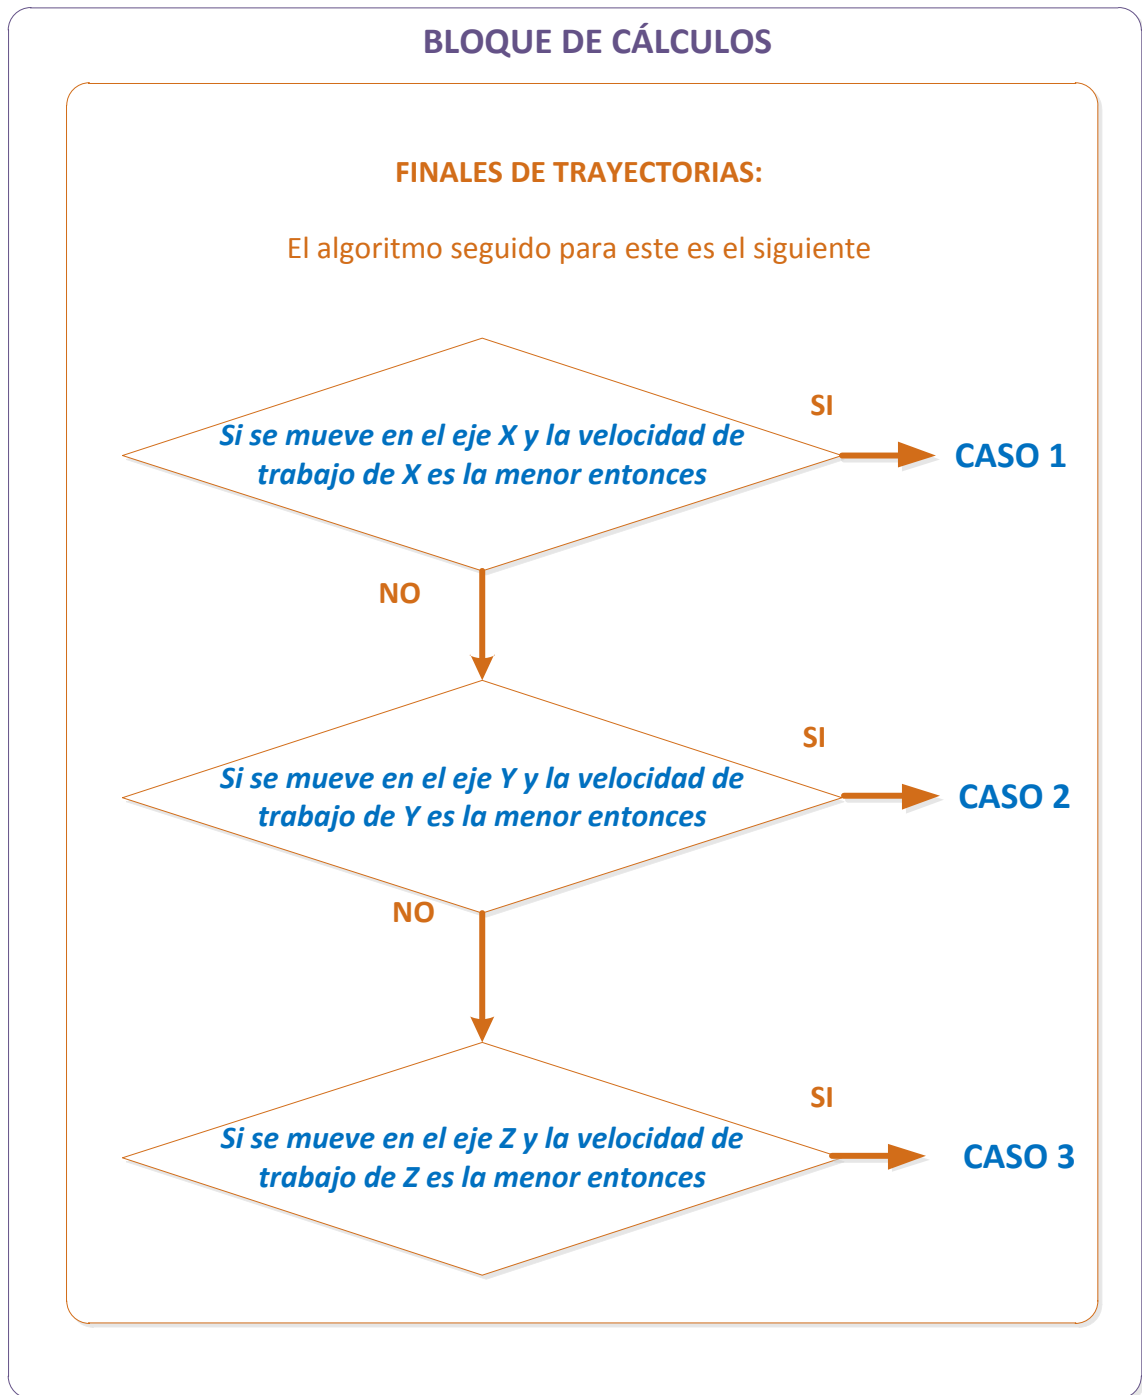 BLOQUE DE CÁLCULOS
FINALES DE TRAYECTORIAS:
El algoritmo seguido para este es el siguiente
SI
Si se mueve en el eje X y la velocidad de
trabajo de X es la menor entonces
CASO 1
NO
SI
Si se mueve en el eje Y y la velocidad de
trabajo de Y es la menor entonces
CASO 2
NO
SI
Si se mueve en el eje Z y la velocidad de
trabajo de Z es la menor entonces
CASO 3